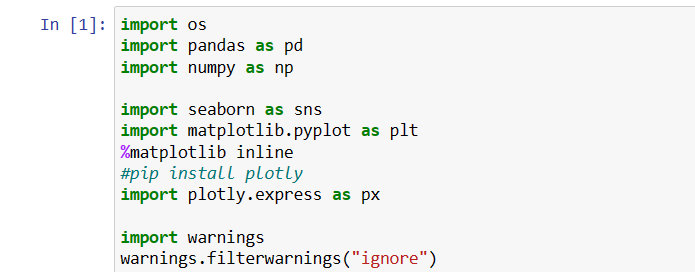 In [1]: import os
import pandas as pd
import numpy as np
import seaborn as sns
import matplotlib.pyplot as plt
%matplotlib inline
#pip install plotly
import plotly.express as px
import warnings
warnings.filterwarnings("ignore")